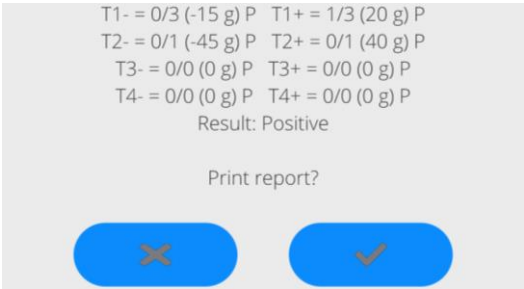 T1- = 0/3 (-15 g) P T1+ = 1/3 (20 g) P
T2- = 0/1 (-45 g) P T2+ = 0/1 (40 g) P
T3- = 0/0 (0 g) P T3+ = 0/0 (0 g) P
T4- = 0/0 (0 g) P T4+ = 0/0 (0 g) P
Result: Positive
Print report?